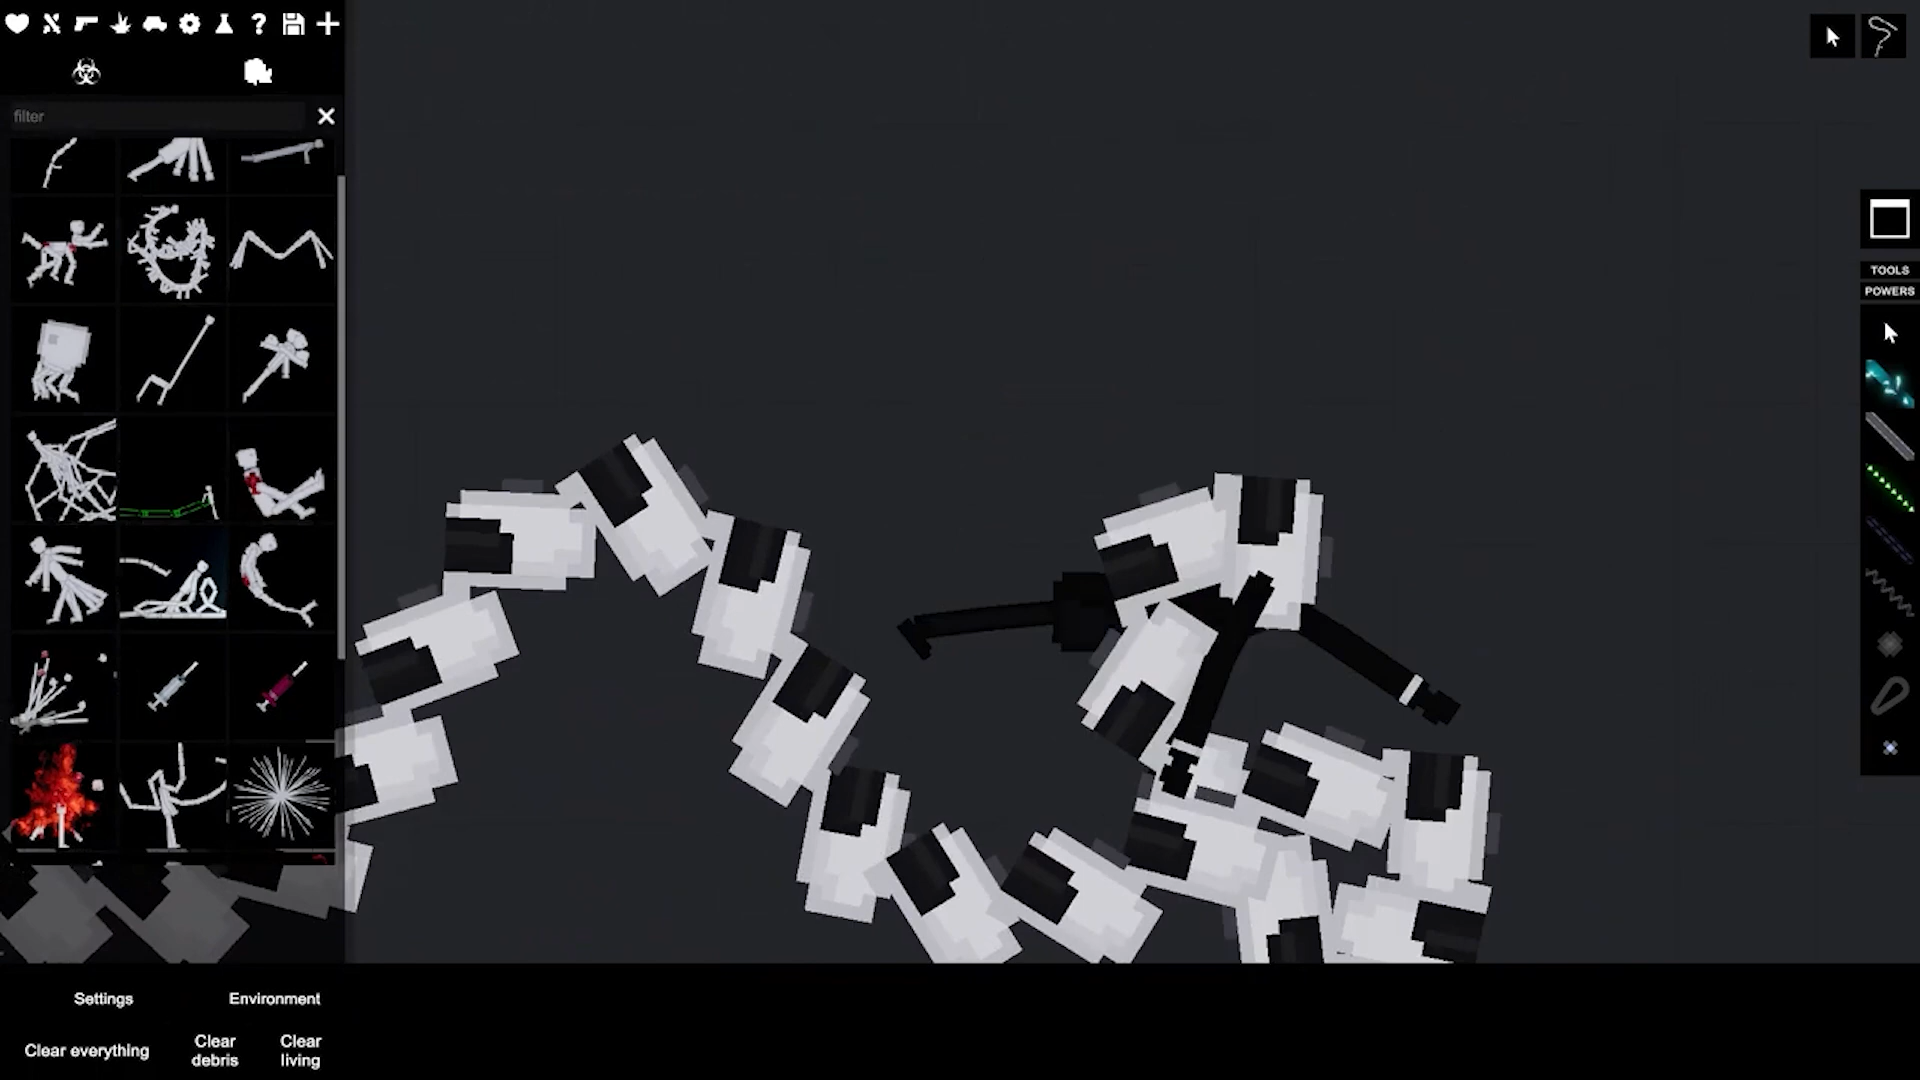 filter
TOOLS
POWERS
Settings
Environment
Clear everything
Clear
debris
Clear
living